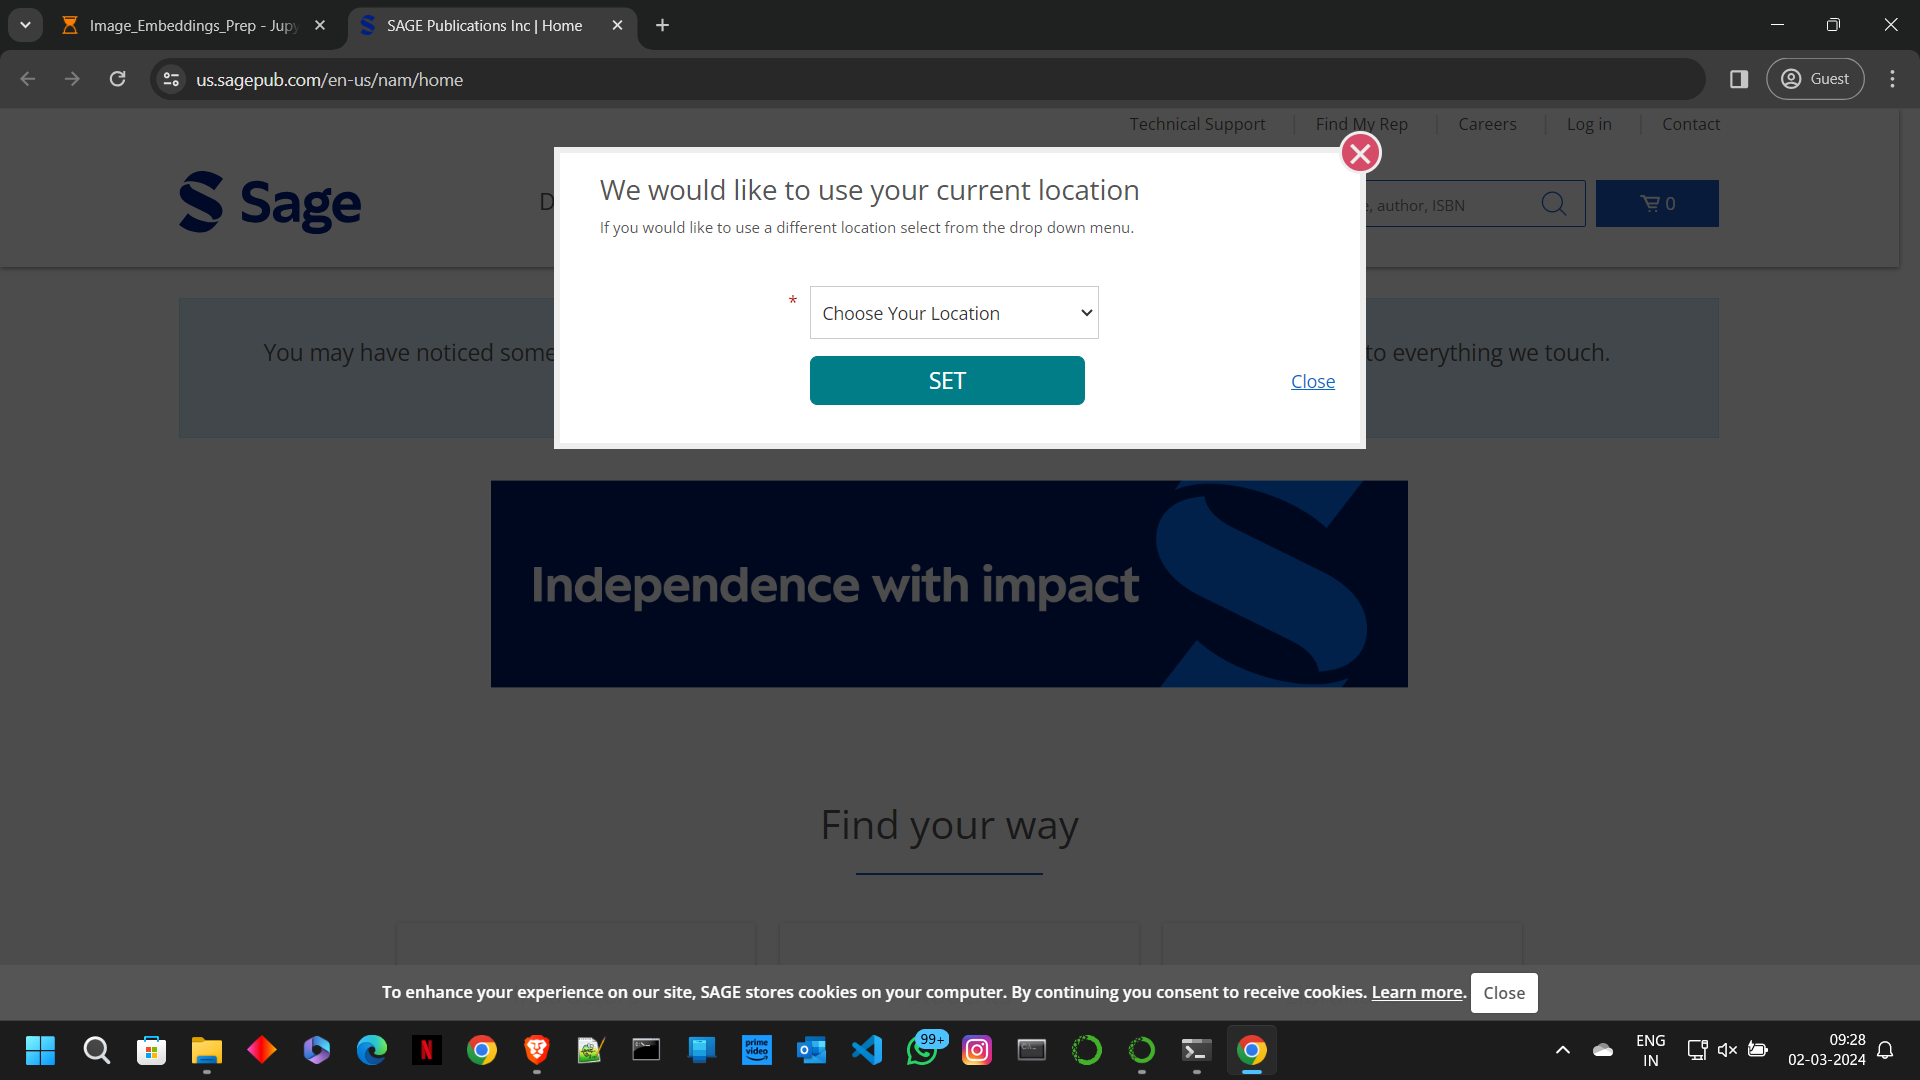 Image_Embeddings_Prep - Jupy
SAGE Publications Inc | Home
us.sagepub.com/en-us/nam/home
Guest
Technical Support
Find My Rep
Careers
Log in
Contact
Sage
D
We would like to use your current location
If you would like to use a different location select from the drop down menu.
, author, ISBN
0
* Choose Your Location
SET
Close
You may have noticed some
to everything we touch.
Independence with impact
Find your way
To enhance your experience on our site, SAGE stores cookies on your computer. By continuing you consent to receive cookies. Learn more. Close
prime
video
99+
ENG
IN
09:28
02-03-2024